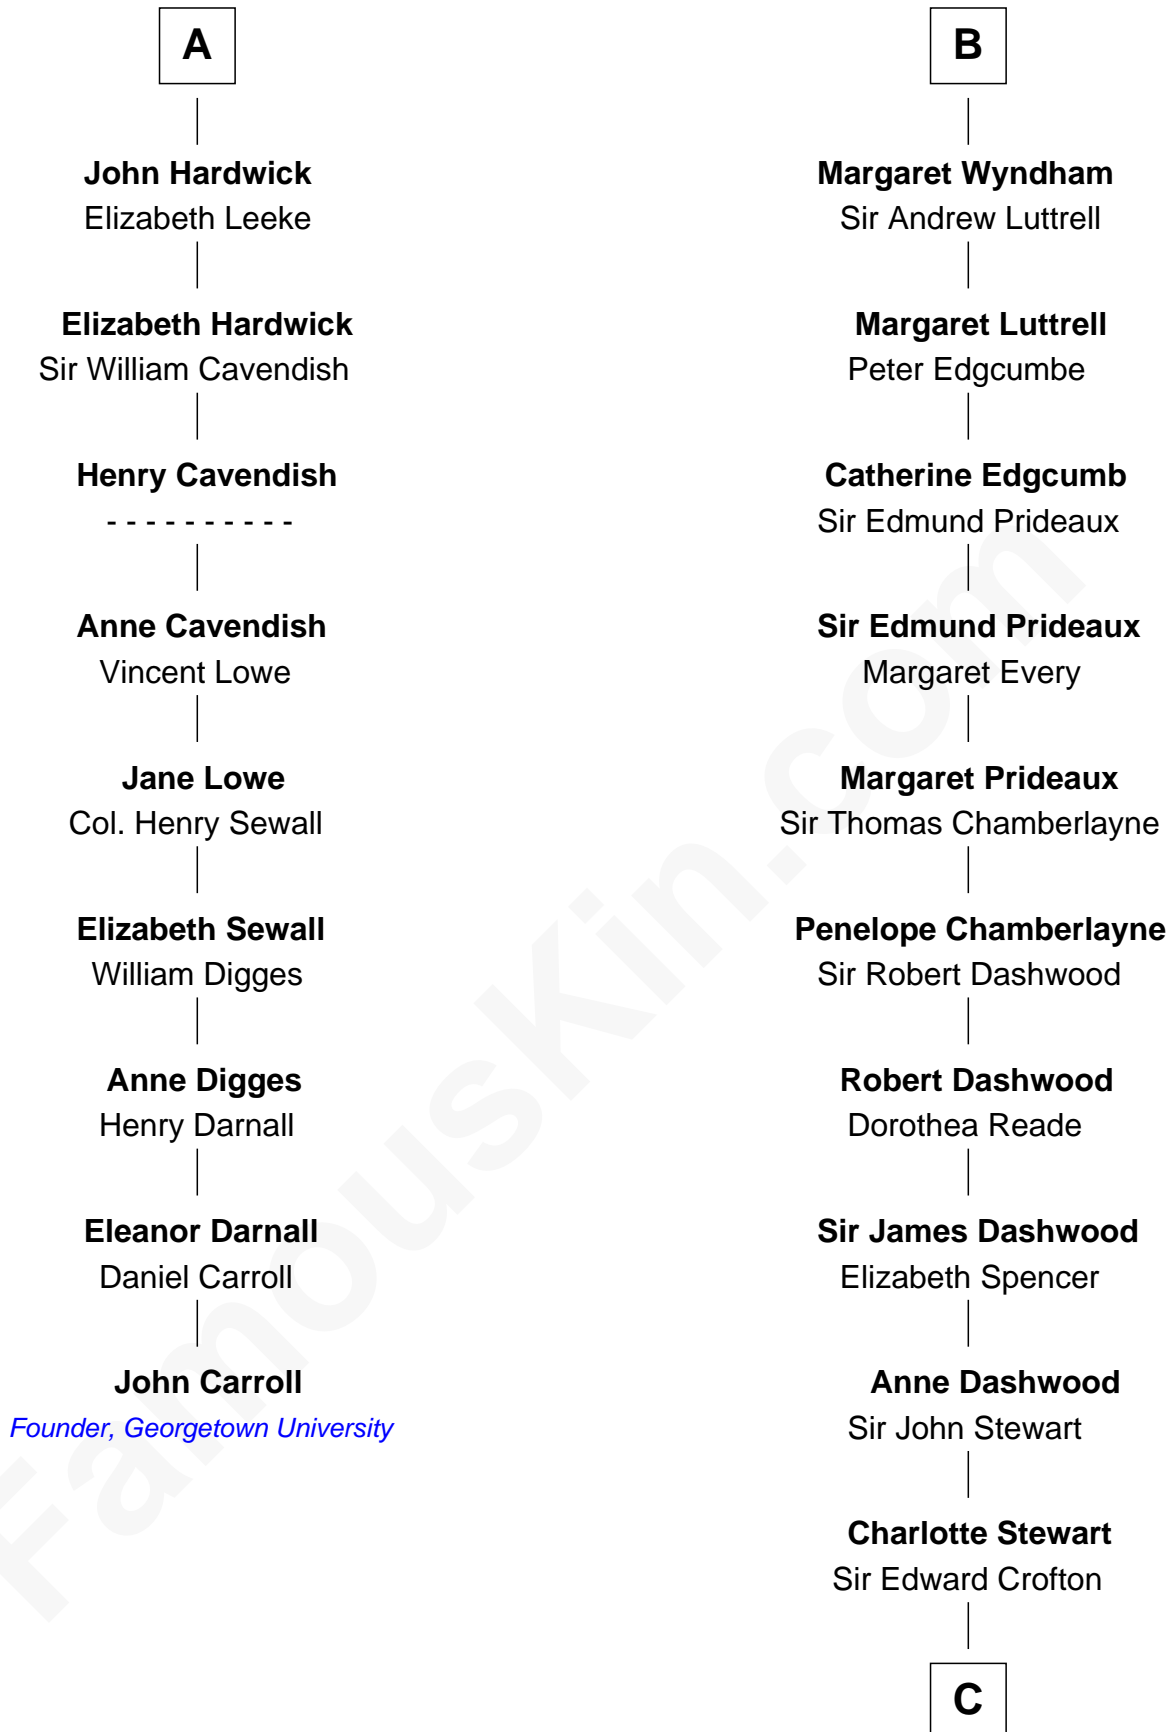 A
John Hardwick
Elizabeth Leeke
Elizabeth Hardwick
Sir William Cavendish
Henry Cavendish
- - - - - - - - - -
Anne Cavendish
Vincent Lowe
Jane Lowe
Col. Henry Sewall
Elizabeth Sewall
William Digges
Anne Digges
Henry Darnall
Eleanor Darnall
Daniel Carroll
John Carroll
Founder, Georgetown University
B
Margaret Wyndham
Sir Andrew Luttrell
Margaret Luttrell
Peter Edgcumbe
Catherine Edgcumb
Sir Edmund Prideaux
Sir Edmund Prideaux
Margaret Every
Margaret Prideaux
Sir Thomas Chamberlayne
Penelope Chamberlayne
Sir Robert Dashwood
Robert Dashwood
Dorothea Reade
Sir James Dashwood
Elizabeth Spencer
Anne Dashwood
Sir John Stewart
Charlotte Stewart
Sir Edward Crofton
C
FamousKin.com